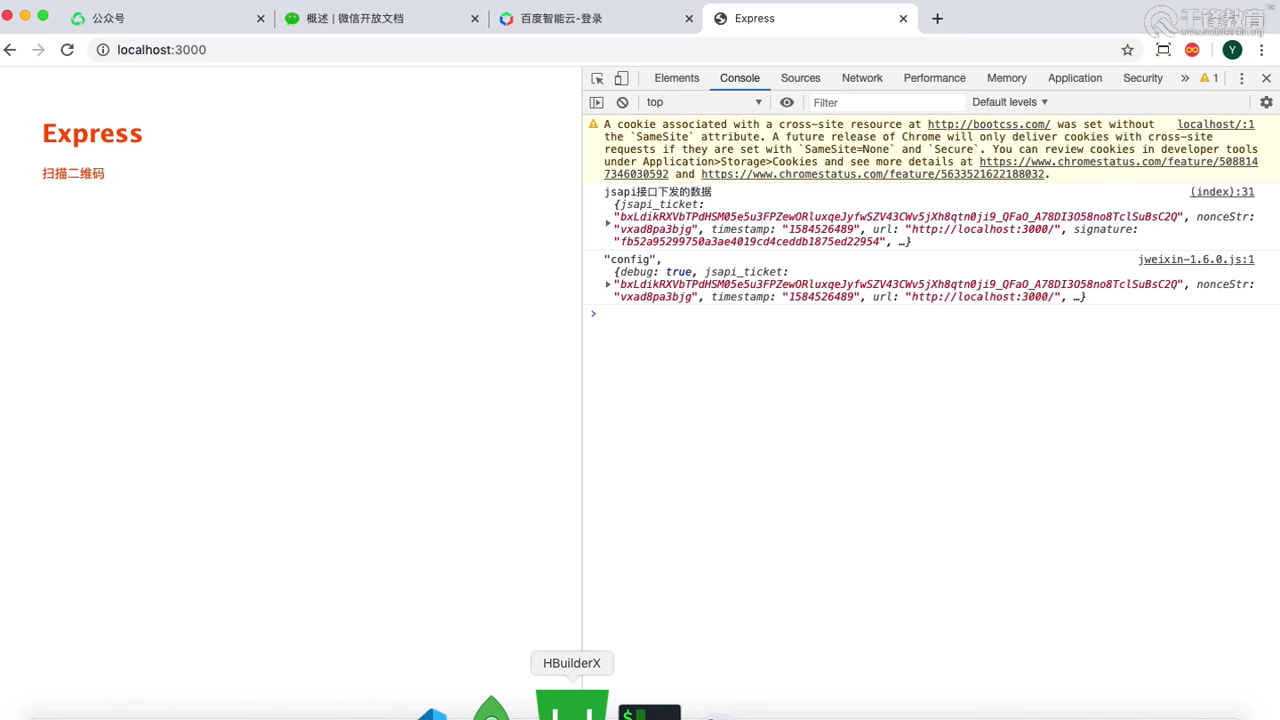 公众号
概述 | 微信开放文档
百度智能云-登录
Express
千锋教育
www.mobiletrain.org
localhost:3000
Y
Elements Console Sources Network Performance Memory Application Security » 1
top Filter Default levels
A cookie associated with a cross-site resource at http://bootcss.com/ was set without localhost/:1
the `SameSite` attribute. A future release of Chrome will only deliver cookies with cross-site
requests if they are set with `SameSite=None` and `Secure`. You can review cookies in developer tools
under Application>Storage>Cookies and see more details at https://www.chromestatus.com/feature/508814
7346030592 and https://www.chromestatus.com/feature/5633521622188032.
jsapi接口下发的数据 (index):31
{jsapi_ticket:
"bxLdikRXVbTPdHSM05e5u3FPZewORluxqeJyfwSZV43CWv5jXh8qtn0ji9_QFaO_A78DI3O58no8TclSuBsC2Q", nonceStr:
"vxad8pa3bjg", timestamp: "1584526489", url: "http://localhost:3000/", signature:
"fb52a95299750a3ae4019cd4ceddb1875ed22954", …}
"config", jweixin-1.6.0.js:1
{debug: true, jsapi_ticket:
"bxLdikRXVbTPdHSM05e5u3FPZewORluxqeJyfwSZV43CWv5jXh8qtn0ji9_QFaO_A78DI3O58no8TclSuBsC2Q", nonceStr:
"vxad8pa3bjg", timestamp: "1584526489", url: "http://localhost:3000/", …}
Express
扫描二维码
HBuilderX